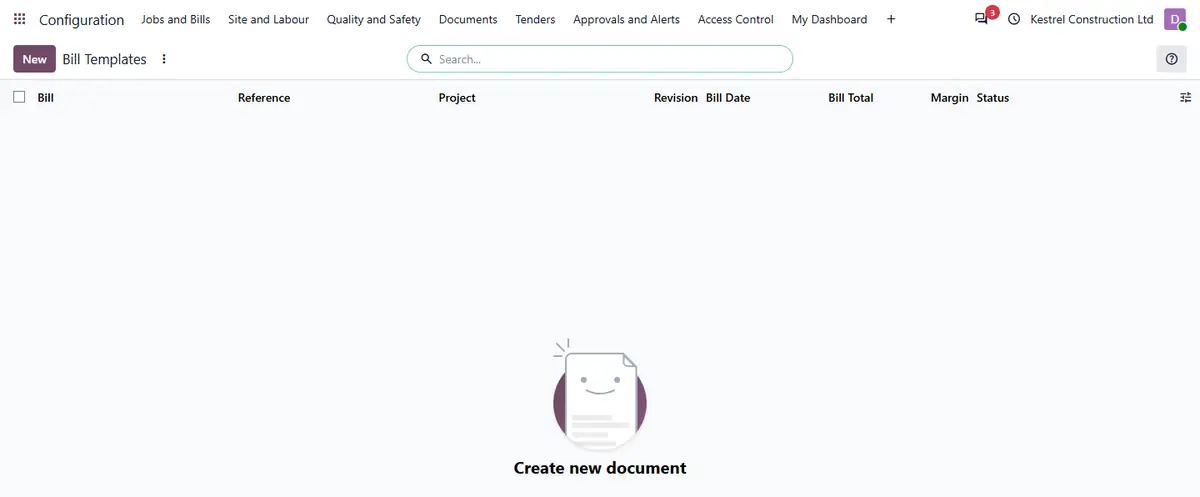 Configuration Jobs and Bills Site and Labour Quality and Safety Documents Tenders Approvals and Alerts Access Control My Dashboard + 3 Kestrel Construction Ltd D
New Bill Templates Search...
Bill Reference Project Revision Bill Date Bill Total Margin Status
Create new document